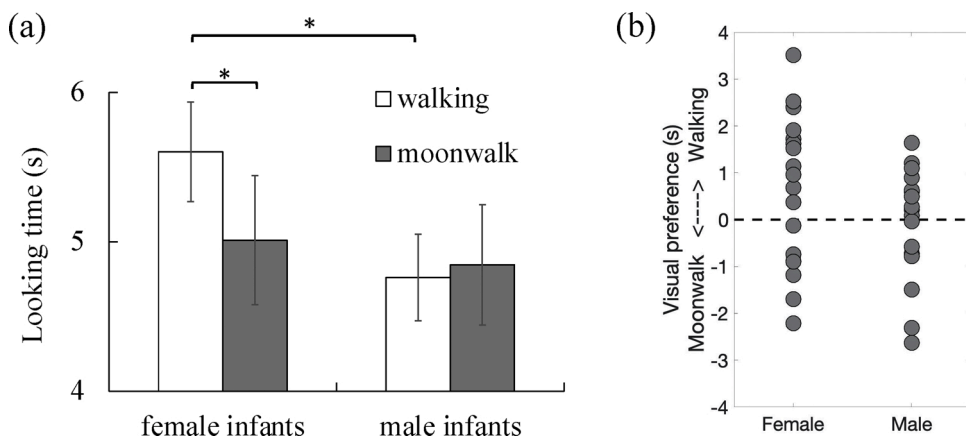 (a)
*
*
6
5
4
Looking time (s)
walking
moonwalk
female infants
male infants
(b)
Visual preference (s)
Moonwalk <----> Walking
4
3
2
1
0
-1
-2
-3
-4
Female
Male